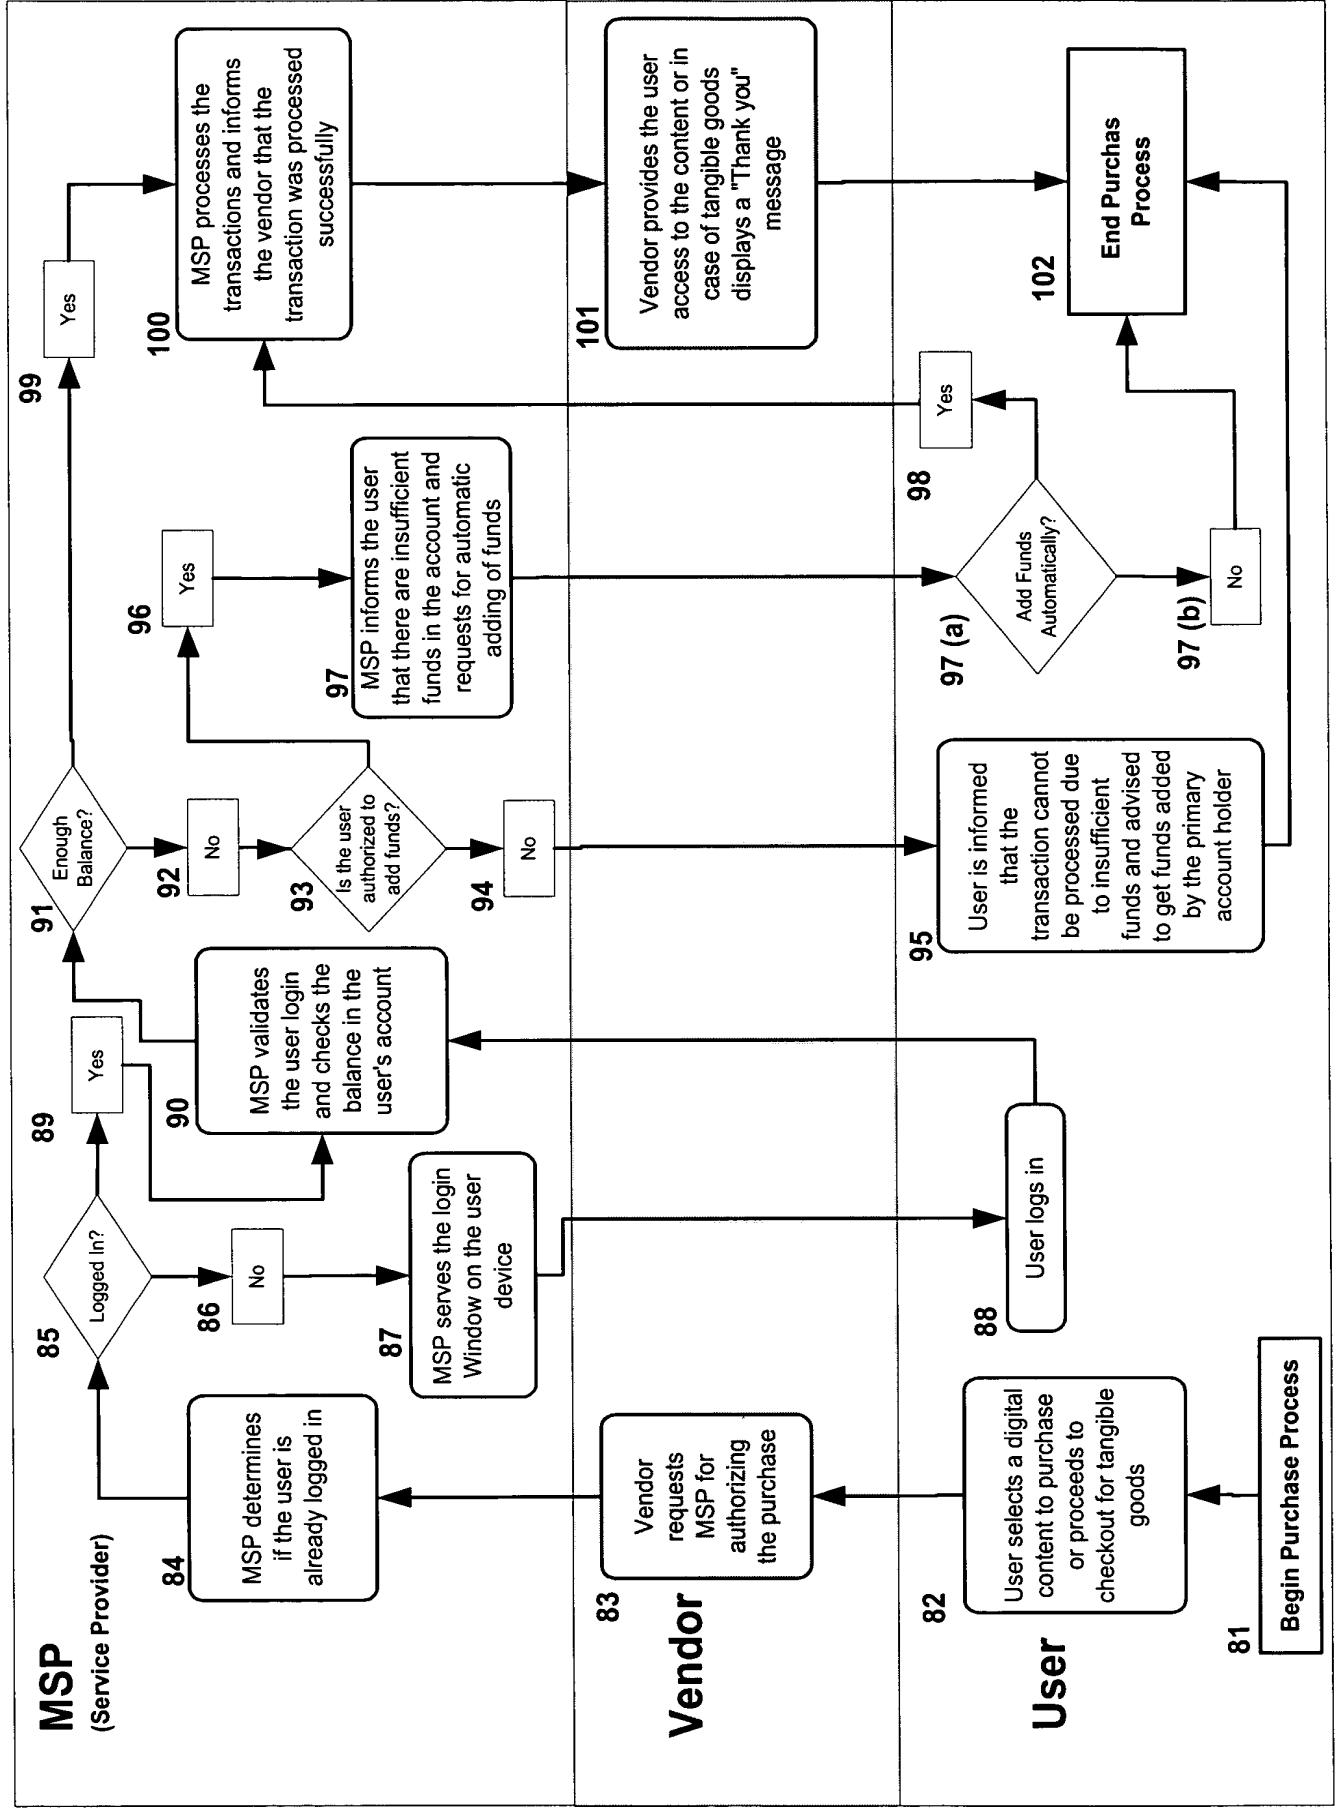 MSP
(Service Provider)
84
MSP determines
if the user is
already logged in
85
Logged In?
86
No
87
MSP serves the login
Window on the user
device
89
Yes
90
MSP validates
the user login
and checks the
balance in the
user's account
91
Enough
Balance?
92
No
93
Is the user
authorized to
add funds?
94
No
96
Yes
97
MSP informs the user
that there are insufficient
funds in the account and
requests for automatic
adding of funds
99
Yes
100
MSP processes the
transactions and informs
the vendor that the
transaction was processed
successfully
Vendor
83
Vendor
requests
MSP for
authorizing
the purchase
101
Vendor provides the user
access to the content or in
case of tangible goods
displays a "Thank you"
message
User
81
Begin Purchase Process
82
User selects a digital
content to purchase
or proceeds to
checkout for tangible
goods
88
User logs in
95
User is informed
that the
transaction cannot
be processed due
to insufficient
funds and advised
to get funds added
by the primary
account holder
97 (a)
Add Funds
Automatically?
97 (b)
No
98
Yes
102
End Purchas
Process